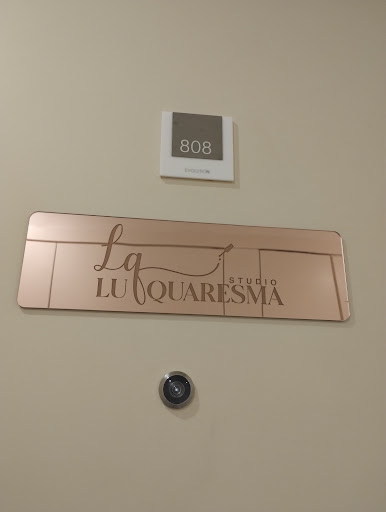 808
Lq
STUDIO
LU QUARESMA